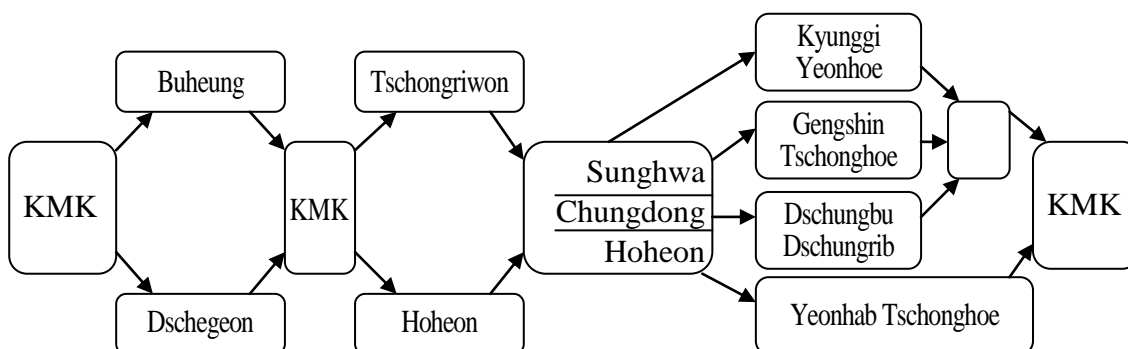 KMK
Buheung
Dschegeon
KMK
Tschongriwon
Hoheon
Sunghwa
Chungdong
Hoheon
Kyunggi
Yeonhoe
Gengshin
Tschonghoe
Dschungbu
Dschungrib
Yeonhab Tschonghoe
KMK